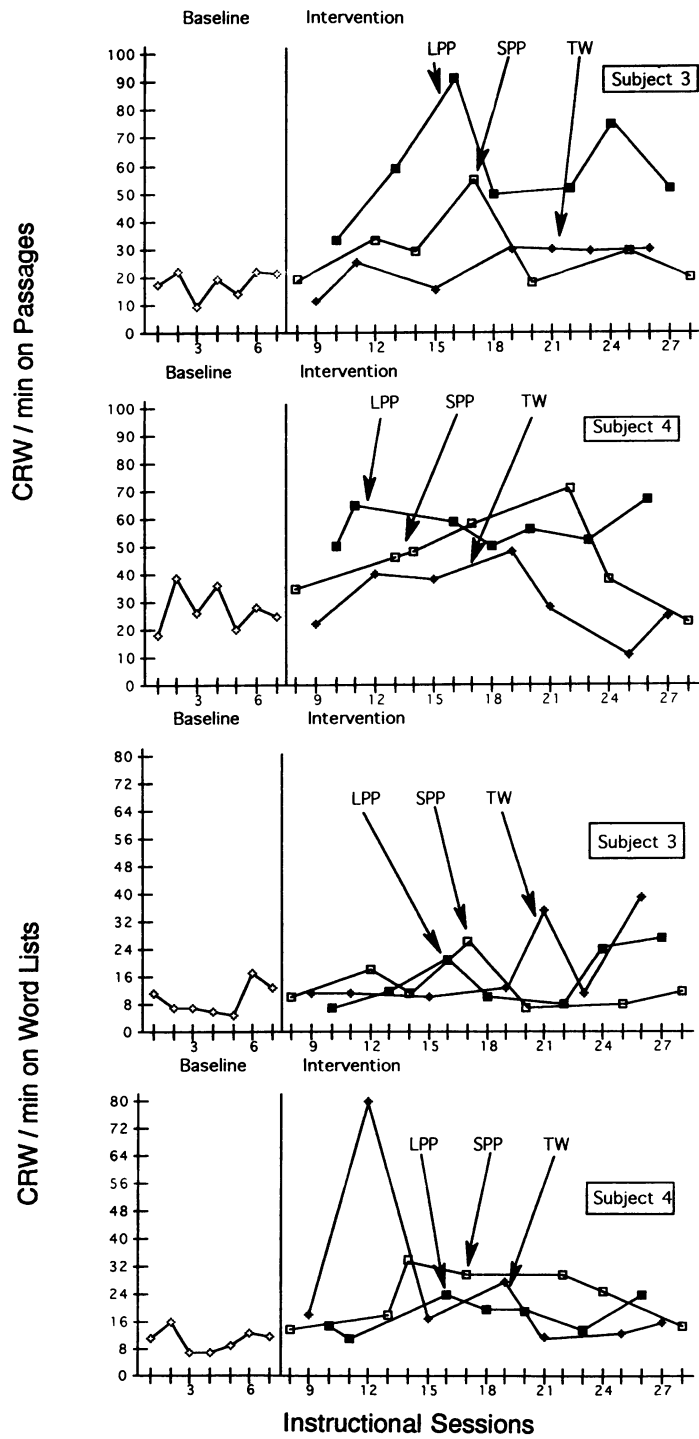 Baseline Intervention
LPP SPP TW
Subject 3
100
90
80
70
60
50
40
30
20
10
0
3 6 9 12 15 18 21 24 27
CRW / min on Passages
Baseline Intervention
LPP SPP TW
Subject 4
100
90
80
70
60
50
40
30
20
10
0
3 6 9 12 15 18 21 24 27
Baseline Intervention
LPP SPP TW
Subject 3
80
72
64
56
48
40
32
24
16
8
0
3 6 9 12 15 18 21 24 27
CRW / min on Word Lists
Baseline Intervention
LPP SPP TW
Subject 4
80
72
64
56
48
40
32
24
16
8
0
3 6 9 12 15 18 21 24 27
Instructional Sessions